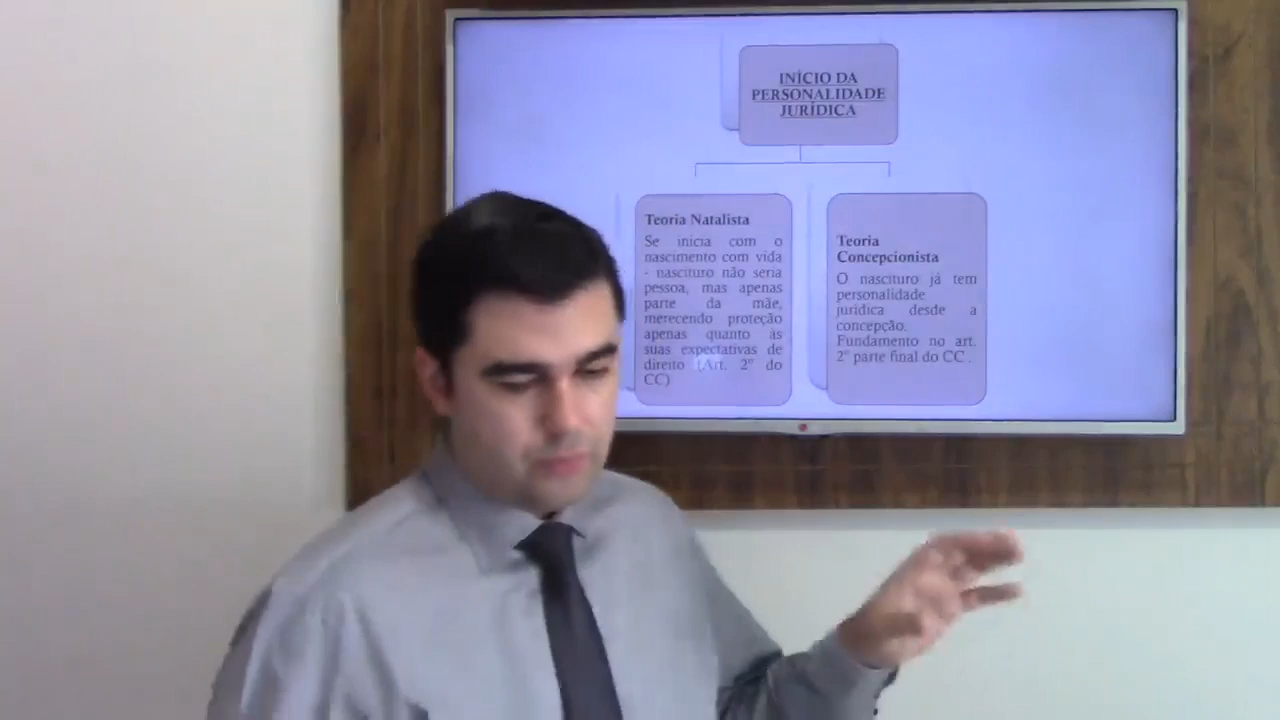 INÍCIO DA
PERSONALIDADE
JURÍDICA
Teoria Natalista
Se inicia com o
nascimento com vida
- nascituro não seria
pessoa, mas apenas
parte da mãe,
merecendo proteção
apenas quanto às
suas expectativas de
direito (Art. 2º do
CC)
Teoria
Concepcionista
O nascituro já tem
personalidade
jurídica desde a
concepção.
Fundamento no art.
2º parte final do CC .